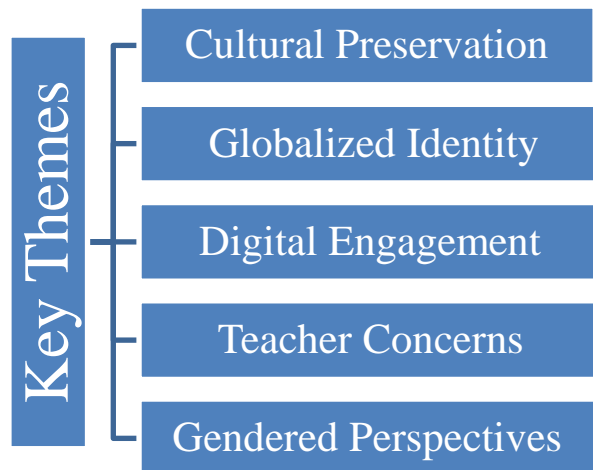 Key Themes
Cultural Preservation
Globalized Identity
Digital Engagement
Teacher Concerns
Gendered Perspectives